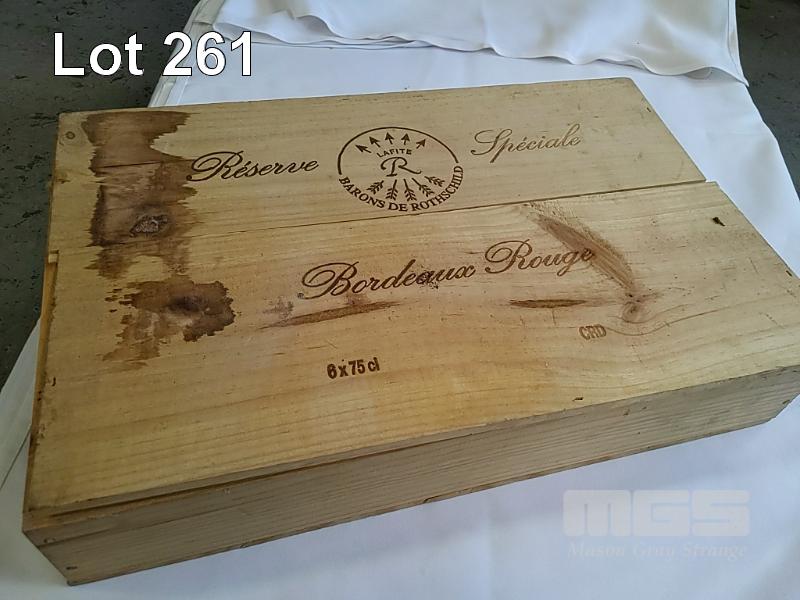 Lot 261
Réserve
Spéciale
LAFITE
R
BARONS DE ROTHSCHILD
Bordeaux Rouge
CRD
6x75cl
MGS
Mason Gray Strange